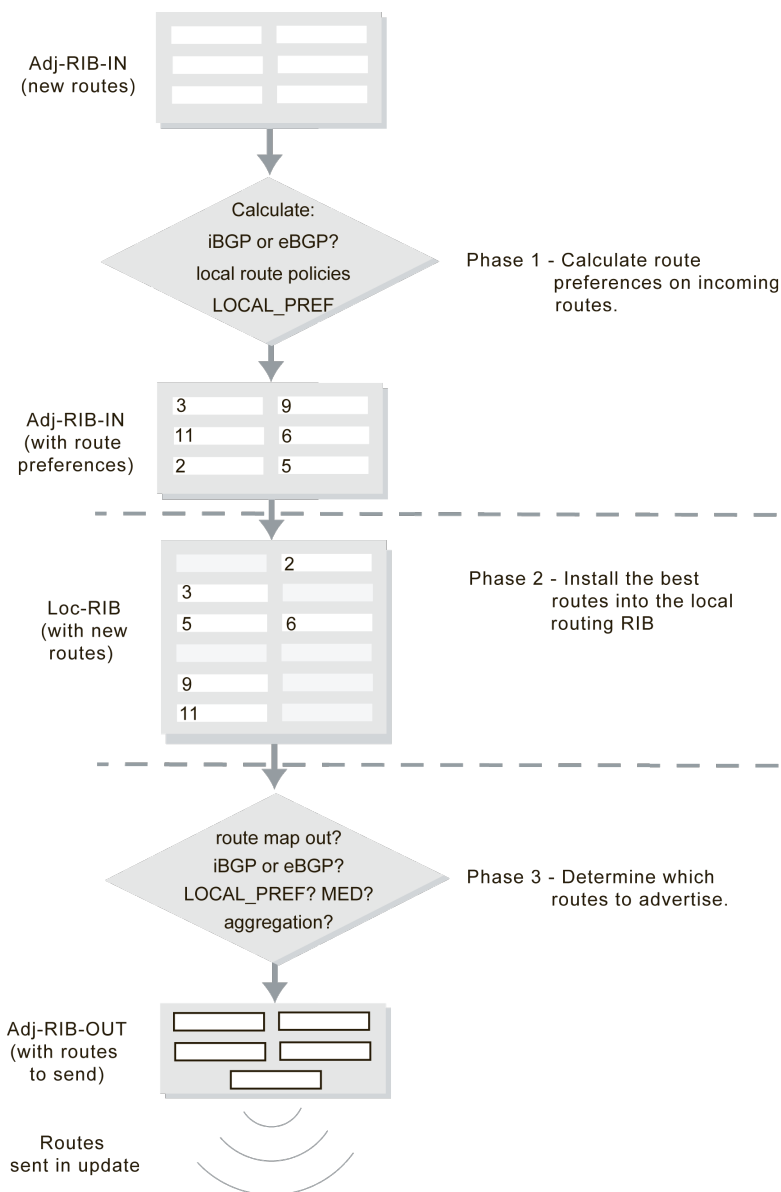 Adj-RIB-IN
(new routes)
Calculate:
iBGP or eBGP?
local route policies
LOCAL_PREF
Phase 1 - Calculate route
preferences on incoming
routes.
Adj-RIB-IN
(with route
preferences)
3 9
11 6
2 5
Loc-RIB
(with new
routes)
2
3
5 6
9
11
Phase 2 - Install the best
routes into the local
routing RIB
route map out?
iBGP or eBGP?
LOCAL_PREF? MED?
aggregation?
Phase 3 - Determine which
routes to advertise.
Adj-RIB-OUT
(with routes
to send)
Routes
sent in update